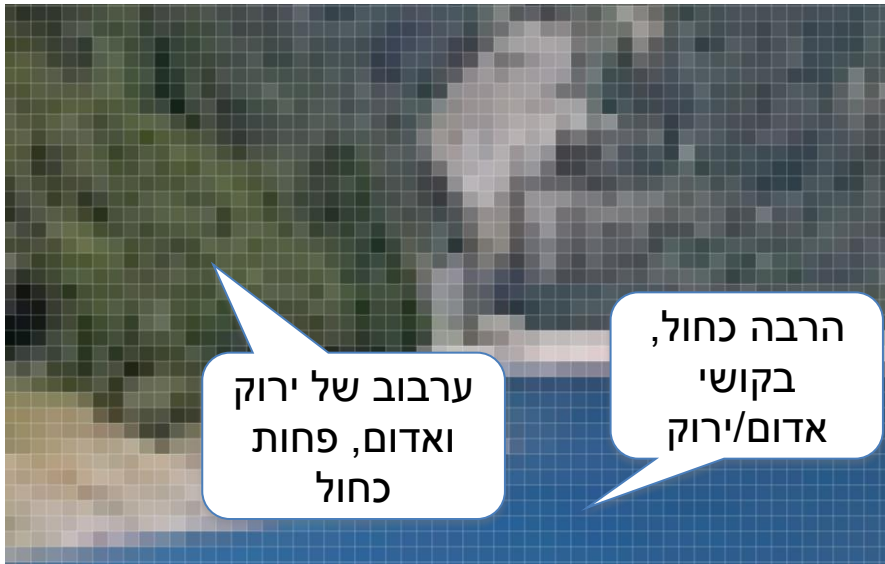 הרבה כחול,
בקושי
אדום/ירוק
ערבוב של ירוק
ואדום, פחות
כחול